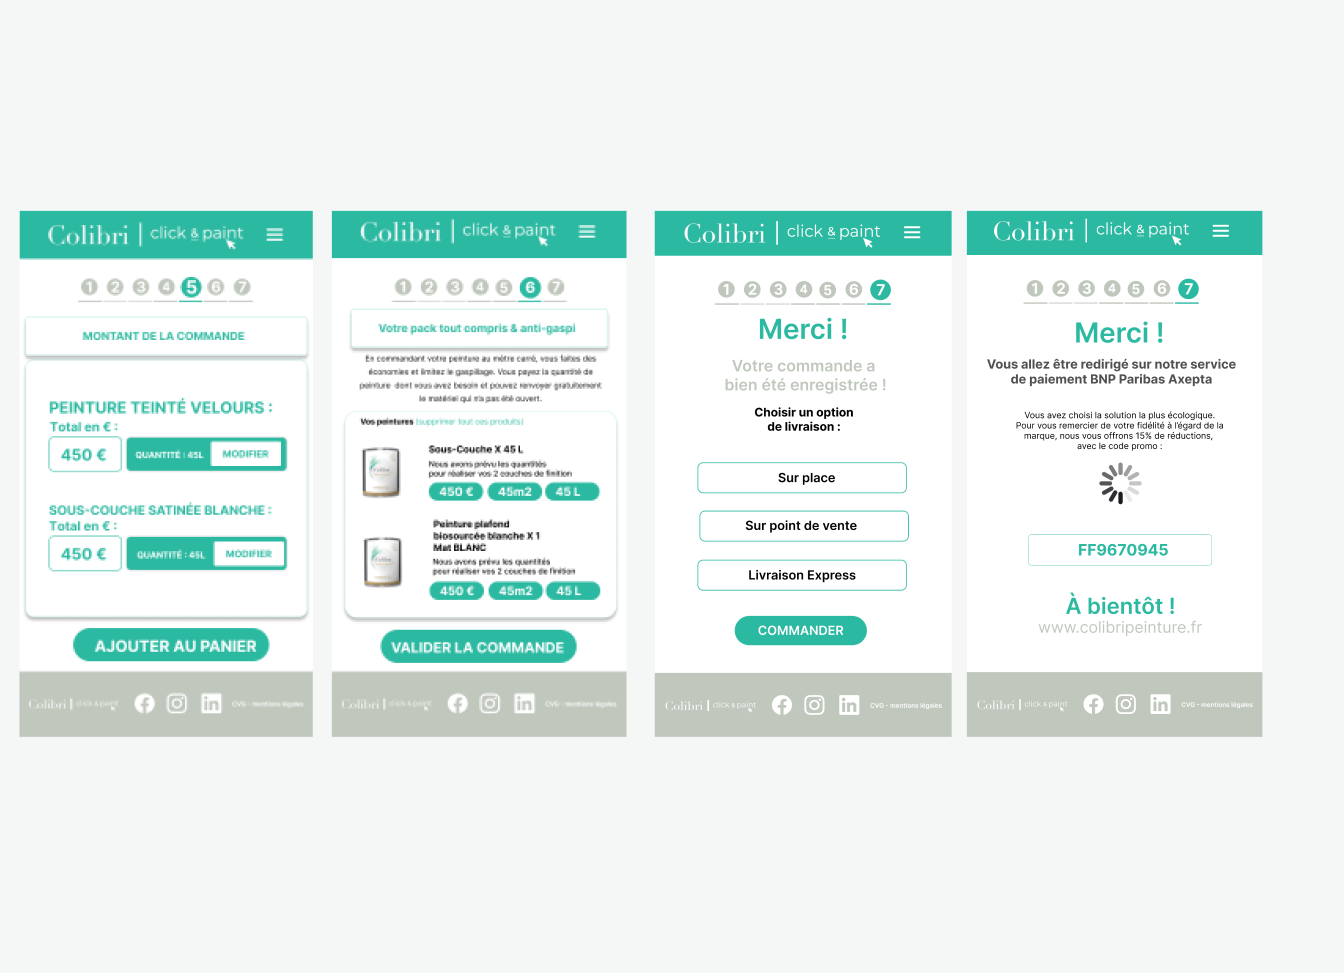 Colibri | click & paint
1 2 3 4 5 6 7
MONTANT DE LA COMMANDE
PEINTURE TEINTÉ VELOURS :
Total en € :
450 €
QUANTITÉ : 45L
MODIFIER
SOUS-COUCHE SATINÉE BLANCHE :
Total en € :
450 €
QUANTITÉ : 45L
MODIFIER
AJOUTER AU PANIER
Colibri | click & paint
CVG - mentions légales
Colibri | click & paint
1 2 3 4 5 6 7
Votre pack tout compris & anti-gaspi
En commandant votre peinture au mètre carré, vous faites des
économies et limitez le gaspillage. Vous payez la quantité de
peinture dont vous avez besoin et pouvez renvoyer gratuitement
le matériel qui n'a pas été ouvert.
Vos peintures (supprimer tout ces produits)
Sous-Couche X 45 L
Nous avons prévu les quantités
pour réaliser vos 2 couches de finition
450 € 45m2 45 L
Peinture plafond
biosourcée blanche X 1
Mat BLANC
Nous avons prévu les quantités
pour réaliser vos 2 couches de finition
450 € 45m2 45 L
VALIDER LA COMMANDE
Colibri | click & paint
CVG - mentions légales
Colibri | click & paint
1 2 3 4 5 6 7
Merci !
Votre commande a
bien été enregistrée !
Choisir un option
de livraison :
Sur place
Sur point de vente
Livraison Express
COMMANDER
Colibri | click & paint
CVG - mentions légales
Colibri | click & paint
1 2 3 4 5 6 7
Merci !
Vous allez être redirigé sur notre service
de paiement BNP Paribas Axepta
Vous avez choisi la solution la plus écologique.
Pour vous remercier de votre fidélité à l'égard de la
marque, nous vous offrons 15% de réductions,
avec le code promo :
FF9670945
À bientôt !
www.colibripeinture.fr
Colibri | click & paint
CVG - mentions légales